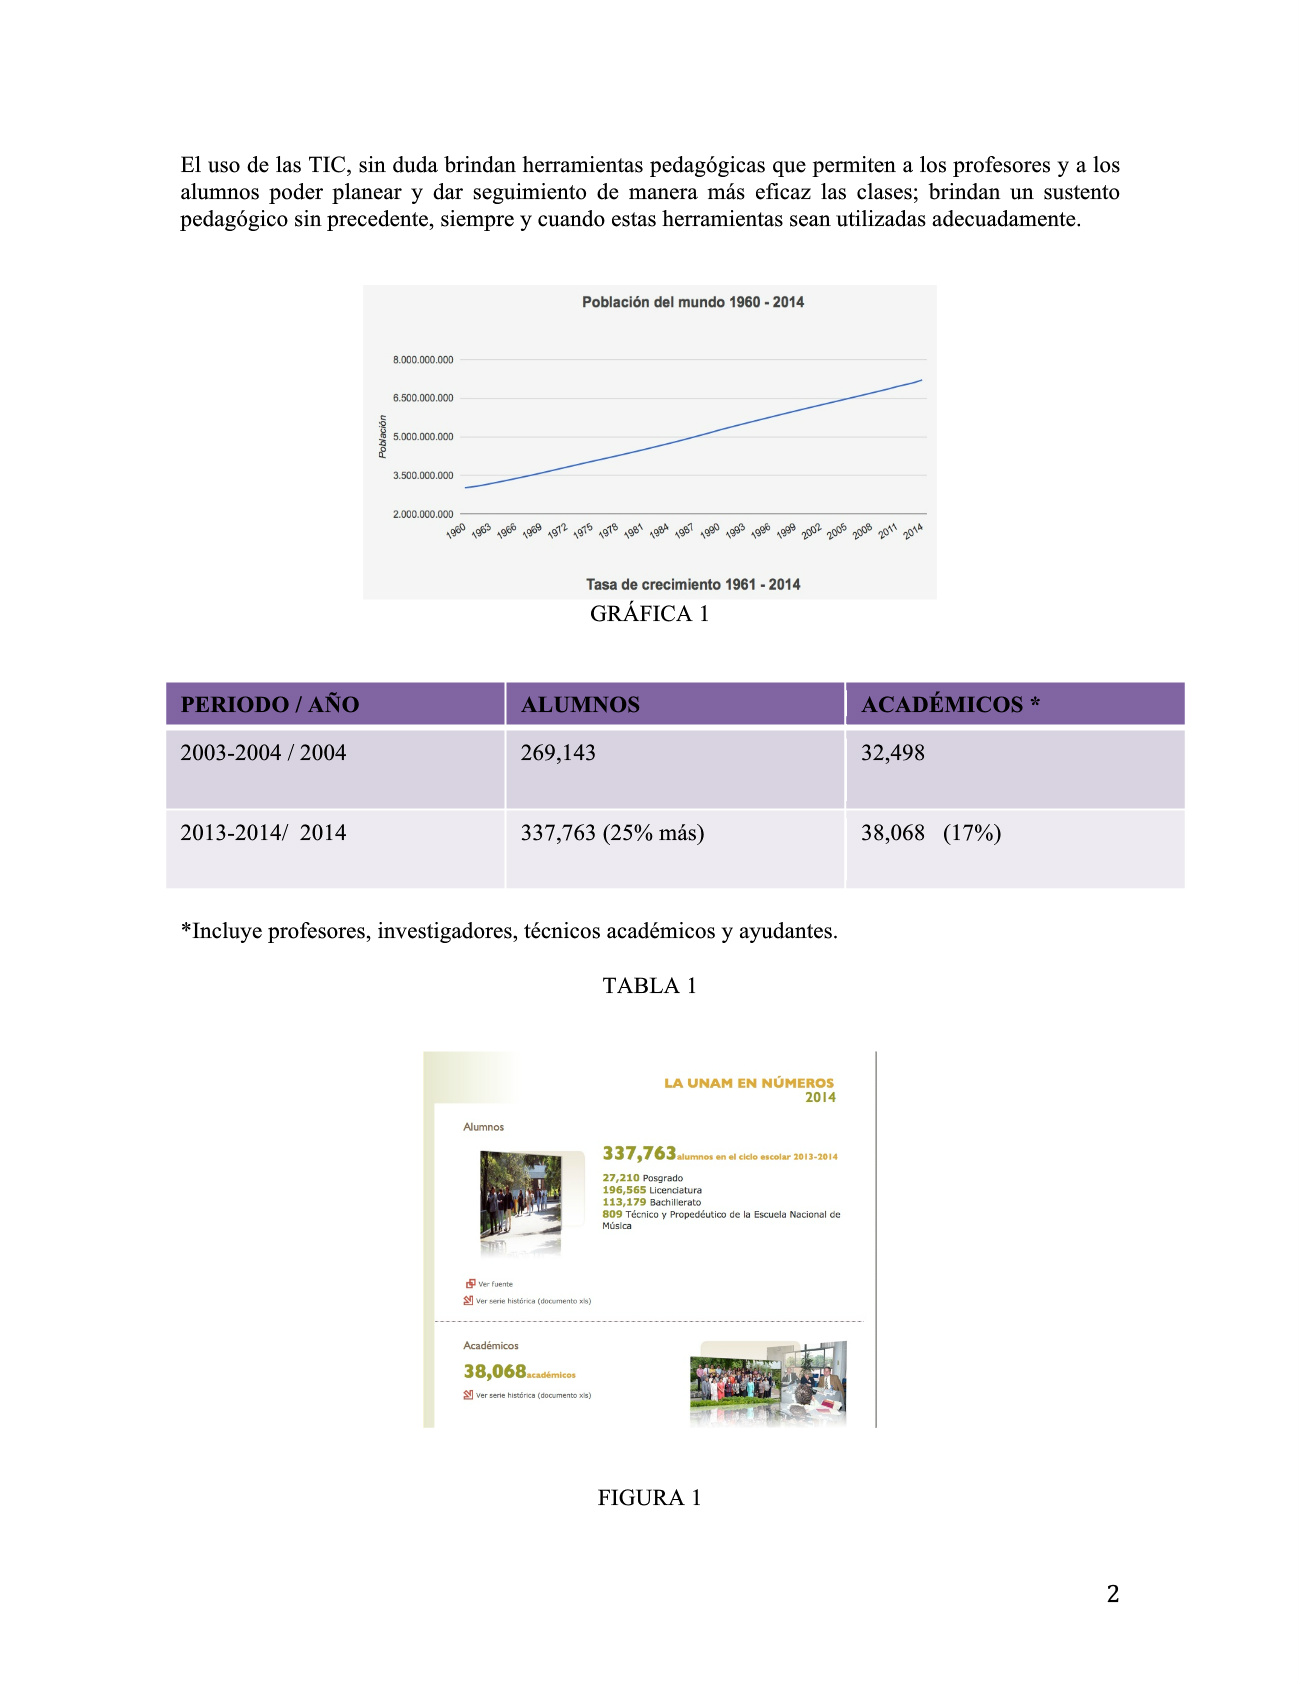 El uso de las TIC, sin duda brindan herramientas pedagógicas que permiten a los profesores y a los
alumnos poder planear y dar seguimiento de manera más eficaz las clases; brindan un sustento
pedagógico sin precedente, siempre y cuando estas herramientas sean utilizadas adecuadamente.
Población del mundo 1960 - 2014
8.000.000.000
6.500.000.000
Población
5.000.000.000
3.500.000.000
2.000.000.000
1960 1963 1966 1969 1972 1975 1978 1981 1984 1987 1990 1993 1996 1999 2002 2005 2008 2011 2014
Tasa de crecimiento 1961 - 2014
GRÁFICA 1
PERIODO / AÑO ALUMNOS ACADÉMICOS *
2003-2004 / 2004 269,143 32,498
2013-2014/ 2014 337,763 (25% más) 38,068 (17%)
*Incluye profesores, investigadores, técnicos académicos y ayudantes.
TABLA 1
LA UNAM EN NÚMEROS
2014
Alumnos
337,763 alumnos en el ciclo escolar 2013-2014
27,210 Posgrado
196,565 Licenciatura
113,179 Bachillerato
809 Técnico y Propedéutico de la Escuela Nacional de
Música
Ver fuente
Ver serie histórica (documento xls)
Académicos
38,068 académicos
Ver serie histórica (documento xls)
FIGURA 1
2